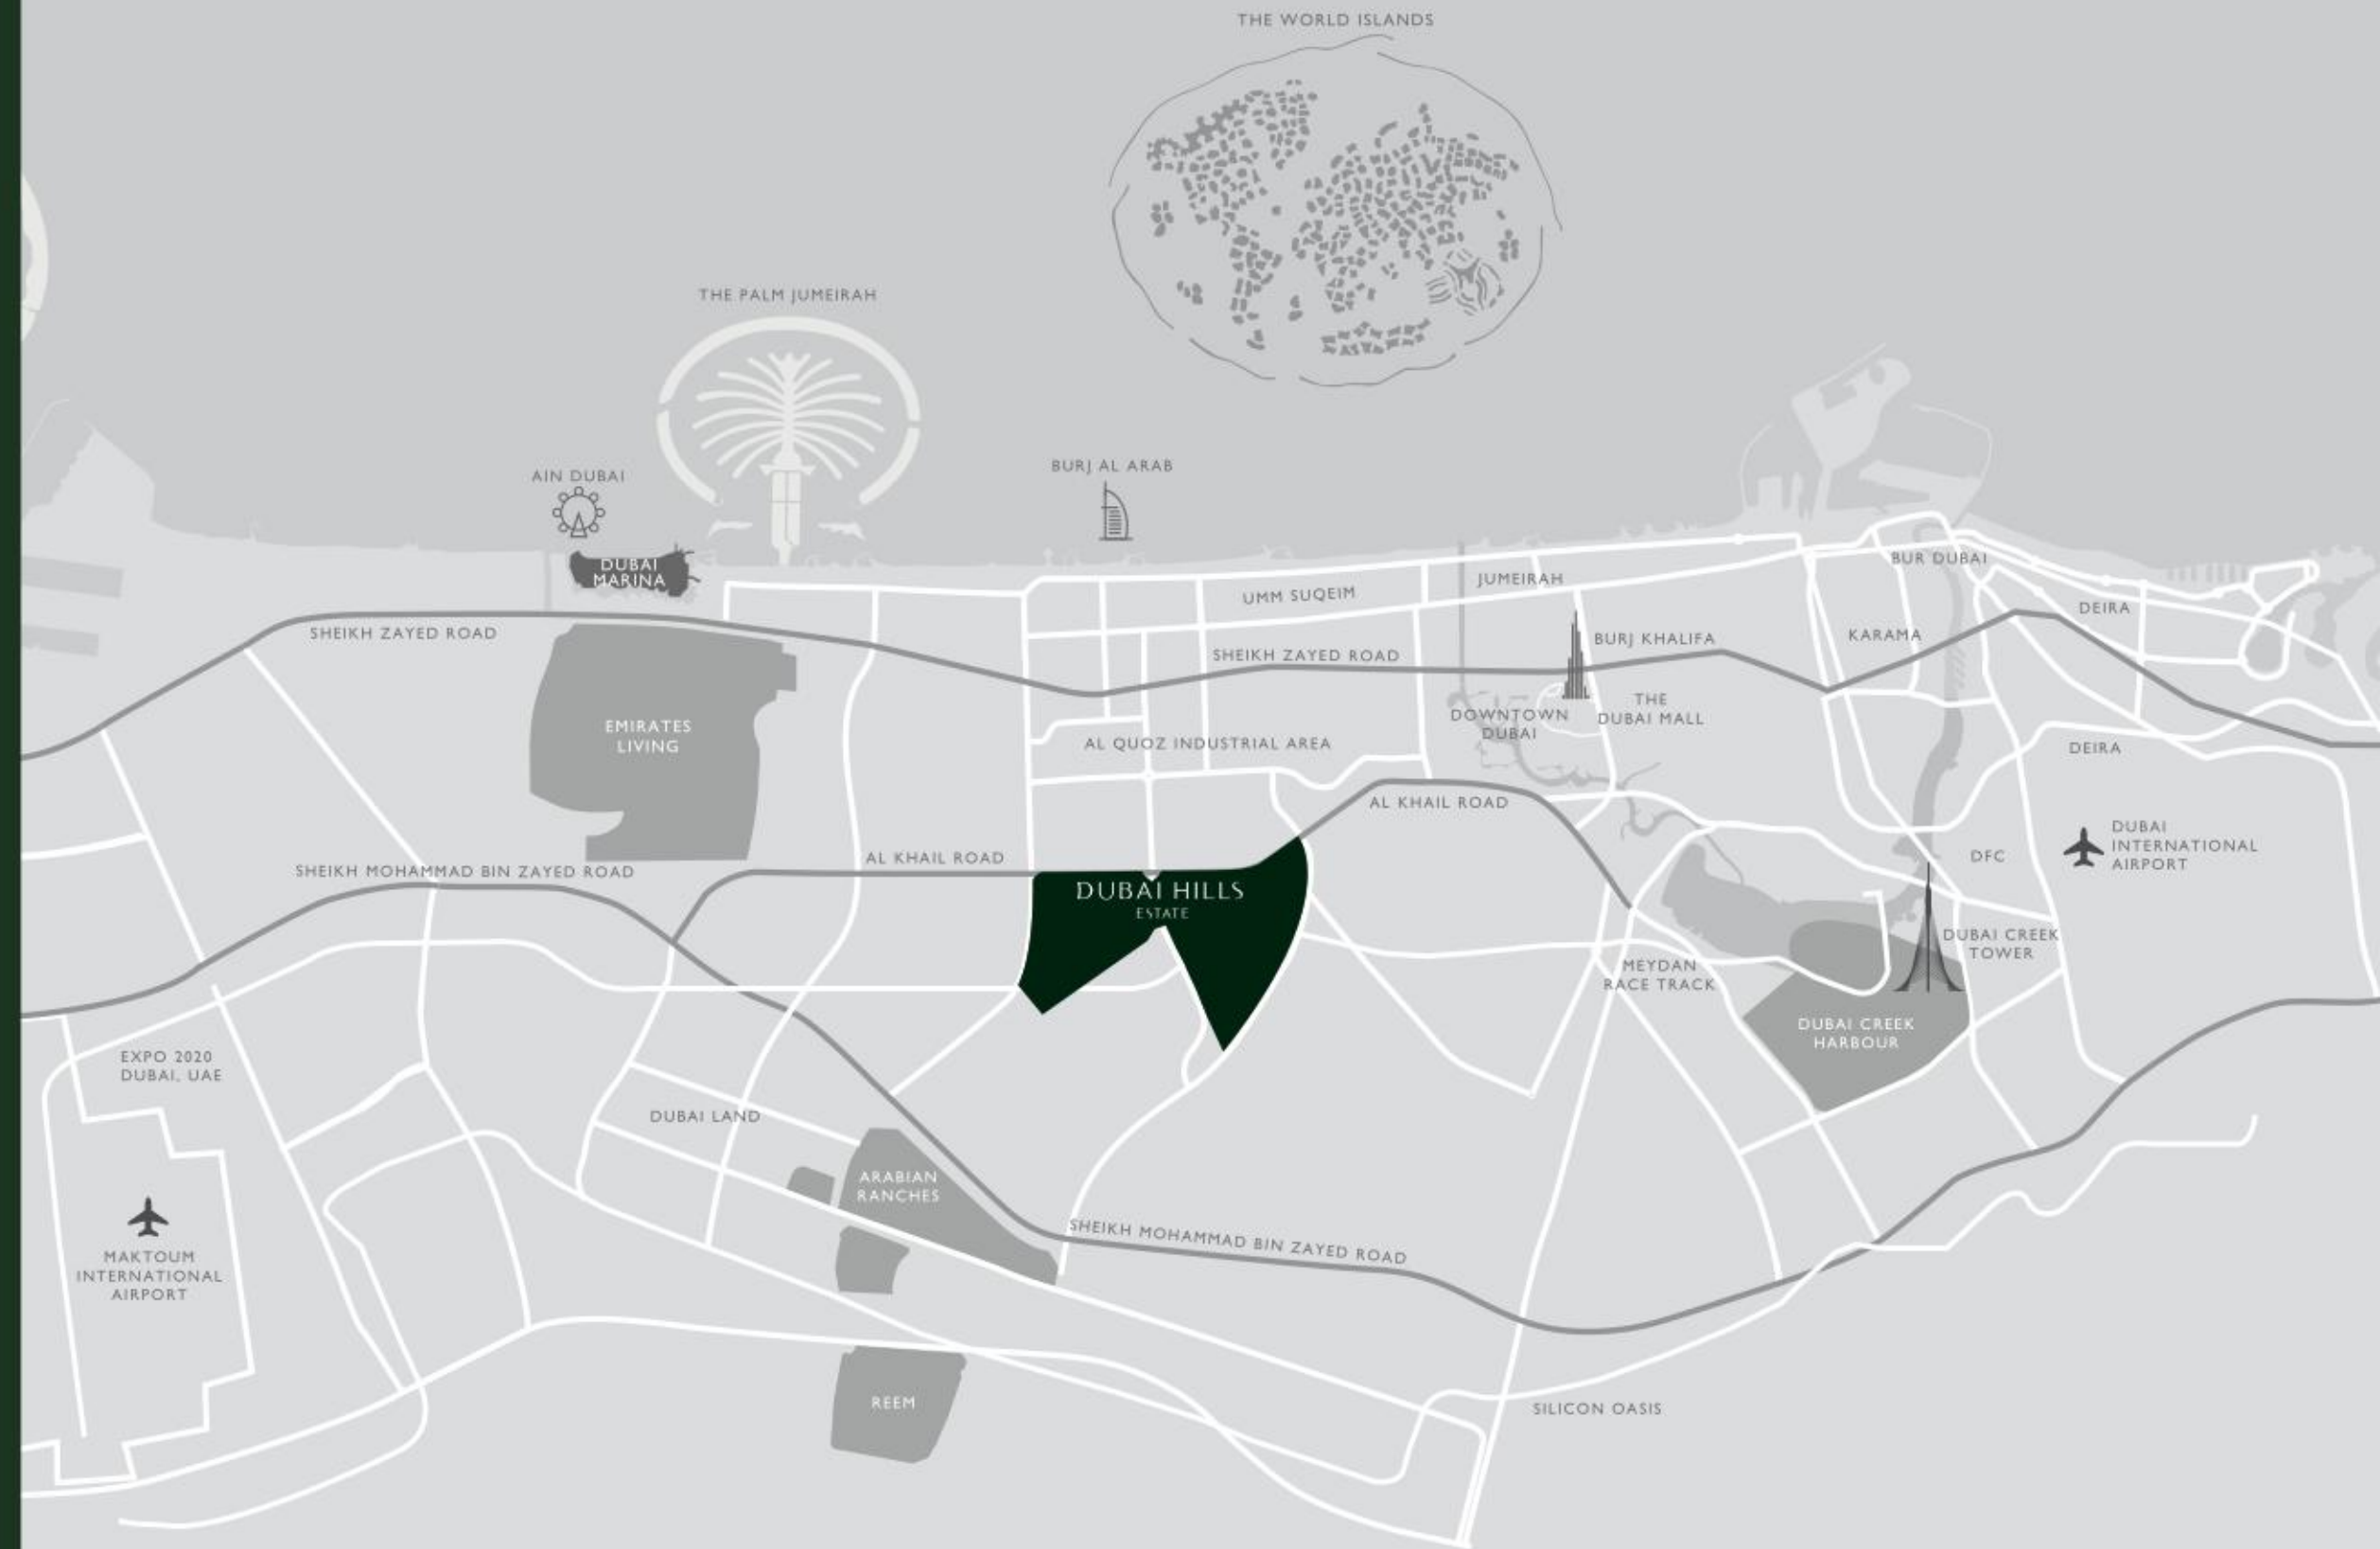 THE WORLD ISLANDS
THE PALM JUMEIRAH
BURJ AL ARAB
AIN DUBAI
DUBAI
MARINA
BUR DUBAI
JUMEIRAH
UMM SUQEIM
DEIRA
SHEIKH ZAYED ROAD
KARAMA
BURJ KHALIFA
SHEIKH ZAYED ROAD
THE
DUBAI MALL
DOWNTOWN
DUBAI
EMIRATES
LIVING
AL QUOZ INDUSTRIAL AREA
DEIRA
AL KHAIL ROAD
DUBAI
INTERNATIONAL
AIRPORT
DFC
AL KHAIL ROAD
SHEIKH MOHAMMAD BIN ZAYED ROAD
DUBAI HILLS
ESTATE
DUBAI CREEK
TOWER
MEYDAN
RACE TRACK
DUBAI CREEK
HARBOUR
EXPO 2020
DUBAI, UAE
DUBAI LAND
ARABIAN
RANCHES
SHEIKH MOHAMMAD BIN ZAYED ROAD
MAKTOUM
INTERNATIONAL
AIRPORT
REEM
SILICON OASIS